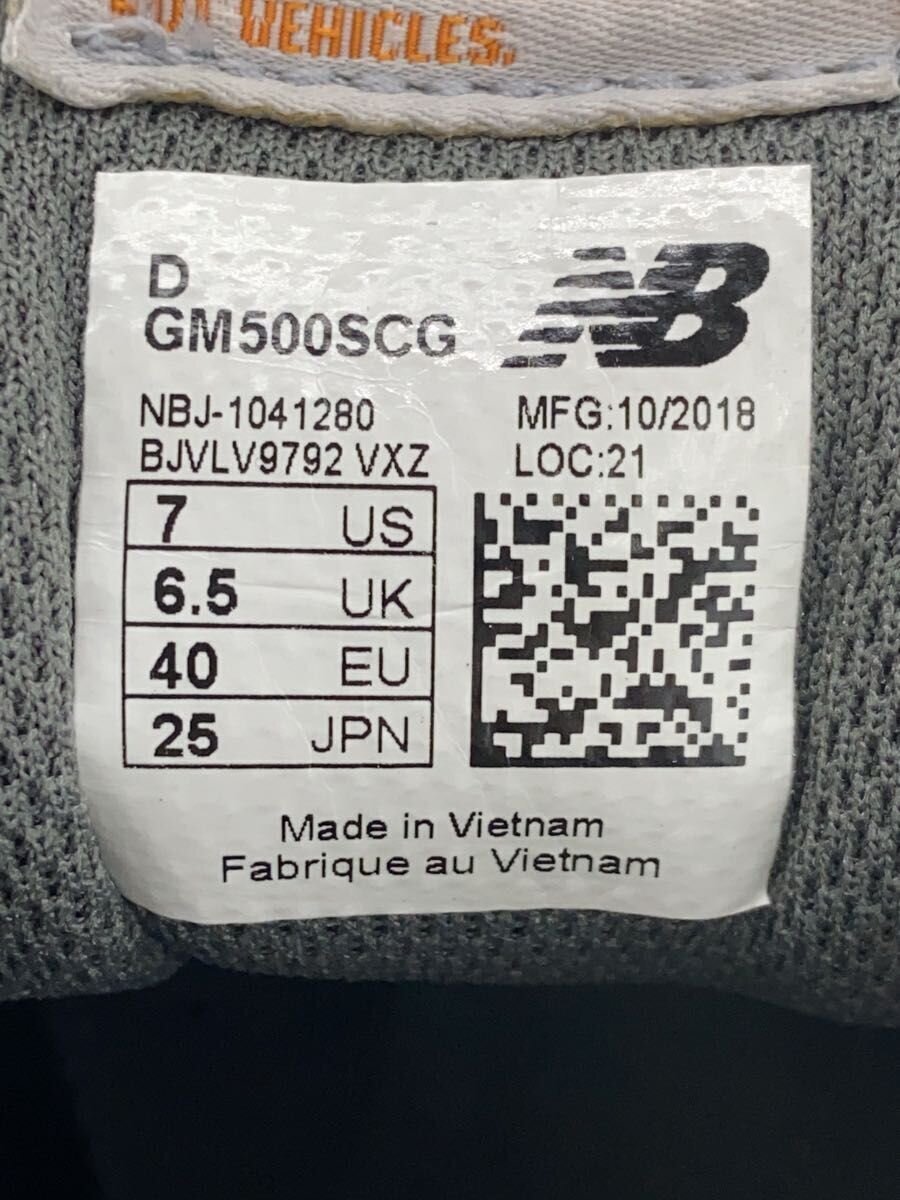 VEHICLES.
D
GM500SCG
NB
NBJ-1041280
MFG:10/2018
BJVLV9792 VXZ
LOC:21
7 US
6.5 UK
40 EU
25 JPN
Made in Vietnam
Fabrique au Vietnam